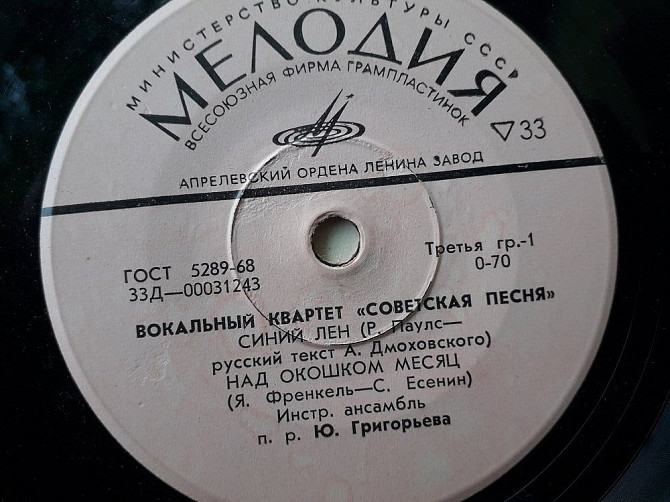 МИНИСТЕРСТВО КУЛЬТУРЫ СССР
МЕЛОДИЯ
ВСЕСОЮЗНАЯ ФИРМА ГРАМПЛАСТИНОК
▽33
АПРЕЛЕВСКИЙ ОРДЕНА ЛЕНИНА ЗАВОД
ГОСТ 5289-68
33Д—00031243
Третья гр.-1
0-70
ВОКАЛЬНЫЙ КВАРТЕТ «СОВЕТСКАЯ ПЕСНЯ»
СИНИЙ ЛЕН (Р. Паулс—
русский текст А. Дмоховского)
НАД ОКОШКОМ МЕСЯЦ
(Я. Френкель—С. Есенин)
Инстр. ансамбль
п. р. Ю. Григорьева